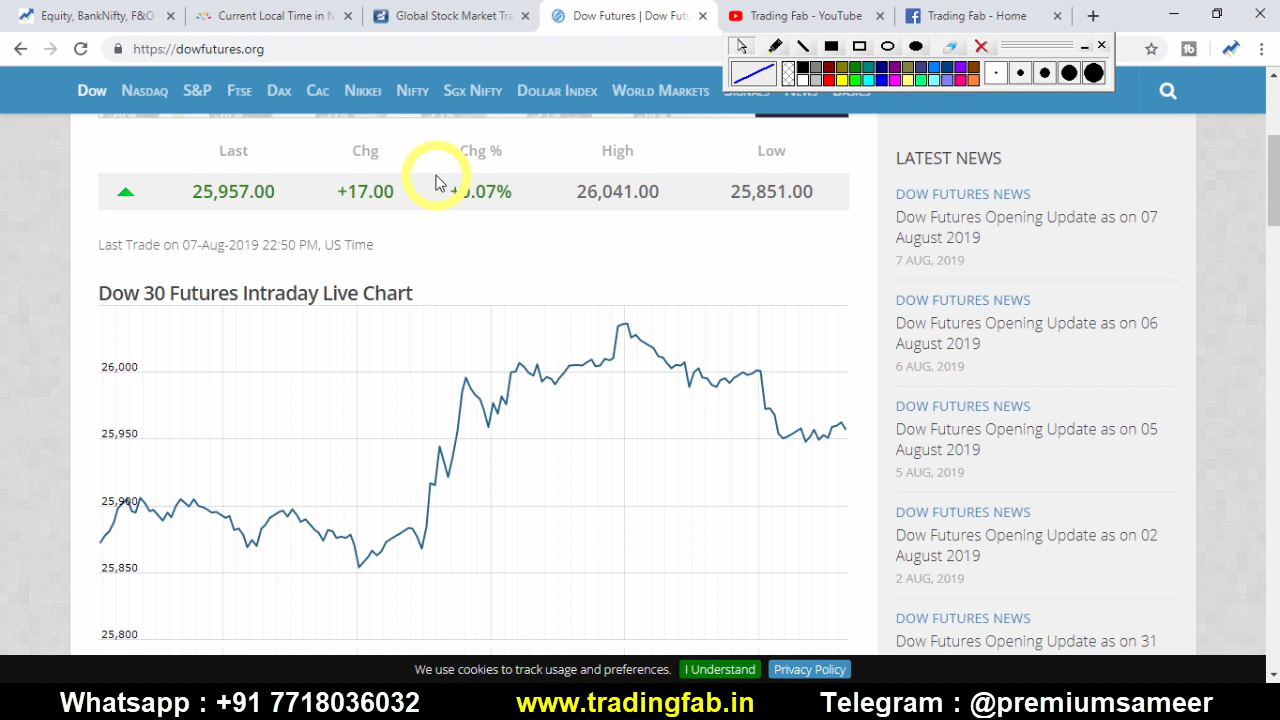 Equity, BankNifty, F&O
Current Local Time in N
Global Stock Market Tra
Dow Futures | Dow Futu
Trading Fab - YouTube
Trading Fab - Home
https://dowfutures.org
Dow Nasdaq S&P Ftse Dax Cac Nikkei Nifty Sgx Nifty Dollar Index World Markets Signals News Basics
Last Chg Chg % High Low
25,957.00 +17.00 +0.07% 26,041.00 25,851.00
Last Trade on 07-Aug-2019 22:50 PM, US Time
Dow 30 Futures Intraday Live Chart
26,000
25,950
25,900
25,850
25,800
LATEST NEWS
DOW FUTURES NEWS
Dow Futures Opening Update as on 07
August 2019
7 AUG, 2019
DOW FUTURES NEWS
Dow Futures Opening Update as on 06
August 2019
6 AUG, 2019
DOW FUTURES NEWS
Dow Futures Opening Update as on 05
August 2019
5 AUG, 2019
DOW FUTURES NEWS
Dow Futures Opening Update as on 02
August 2019
2 AUG, 2019
DOW FUTURES NEWS
Dow Futures Opening Update as on 31
We use cookies to track usage and preferences. I Understand Privacy Policy
Whatsapp : +91 7718036032 www.tradingfab.in Telegram : @premiumsameer